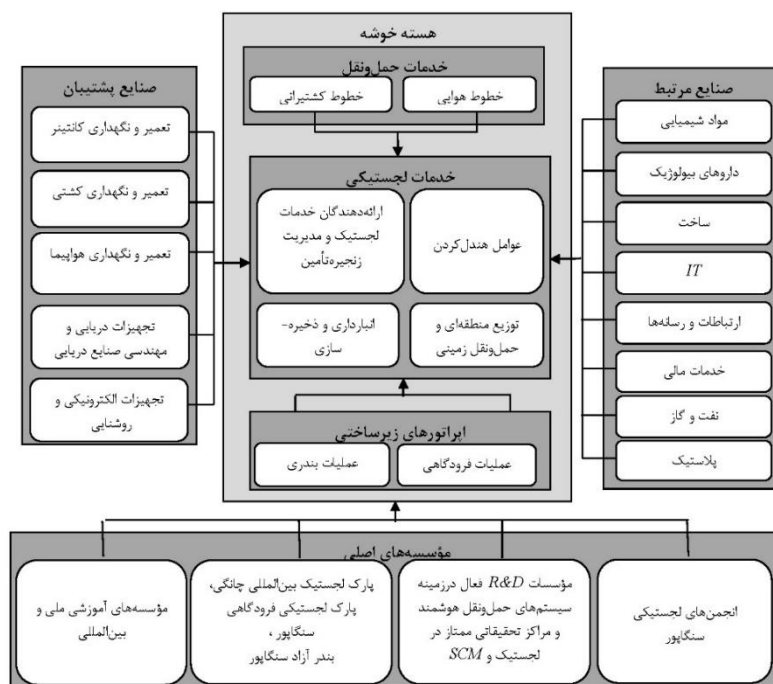 هسته خوشه
خدمات حمل‌ونقل
خطوط هوایی
خطوط کشتیرانی
صنایع مرتبط
مواد شیمیایی
داروهای بیولوژیک
ساخت
IT
ارتباطات و رسانه‌ها
خدمات مالی
نفت و گاز
پلاستیک
خدمات لجستیکی
عوامل هندل‌کردن
ارائه‌دهندگان خدمات
لجستیک و مدیریت
زنجیره‌تأمین
توزیع منطقه‌ای و
حمل‌ونقل زمینی
انبارداری و ذخیره-
سازی
صنایع پشتیبان
تعمیر و نگهداری کانتینر
تعمیر و نگهداری کشتی
تعمیر و نگهداری هواپیما
تجهیزات دریایی و
مهندسی صنایع دریایی
تجهیزات الکترونیکی و
روشنایی
اپراتورهای زیرساختی
عملیات فرودگاهی
عملیات بندری
مؤسسه‌های اصلی
انجمن‌های لجستیکی
سنگاپور
مؤسسات R&D فعال درزمینه
سیستم‌های حمل‌ونقل هوشمند
و مراکز تحقیقاتی ممتاز در
لجستیک و SCM
پارک لجستیک بین‌المللی چانگی،
پارک لجستیکی فرودگاهی
سنگاپور ،
بندر آزاد سنگاپور
مؤسسه‌های آموزشی ملی و
بین‌المللی